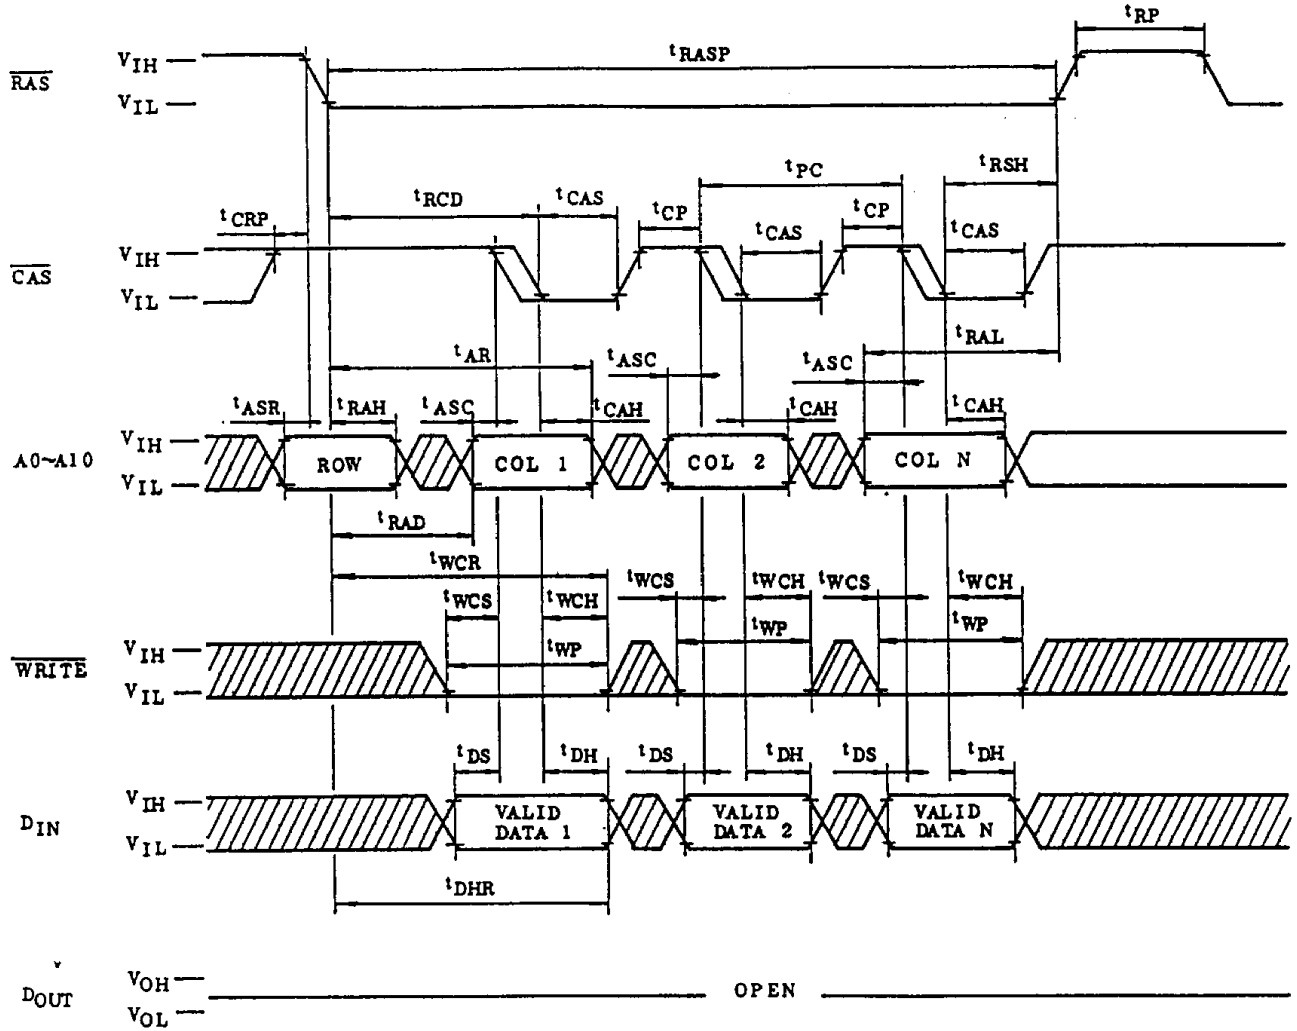 tRP
tRASP
RAS
VIH
VIL
tPC
tRSH
tRCD
tCAS
tCP
tCP
tCRP
tCAS
tCAS
CAS
VIH
VIL
tRAL
tAR
tASC
tASC
tASR
tRAH
tASC
tCAH
tCAH
tCAH
A0~A10
VIH
VIL
ROW
COL 1
COL 2
COL N
tRAD
tWCR
tWCS
tWCH
tWCS
tWCH
tWCS
tWCH
tWP
tWP
tWP
WRITE
VIH
VIL
tDS
tDH
tDS
tDH
tDS
tDH
DIN
VIH
VIL
VALID
DATA 1
VALID
DATA 2
VALID
DATA N
tDHR
DOUT
VOH
VOL
OPEN